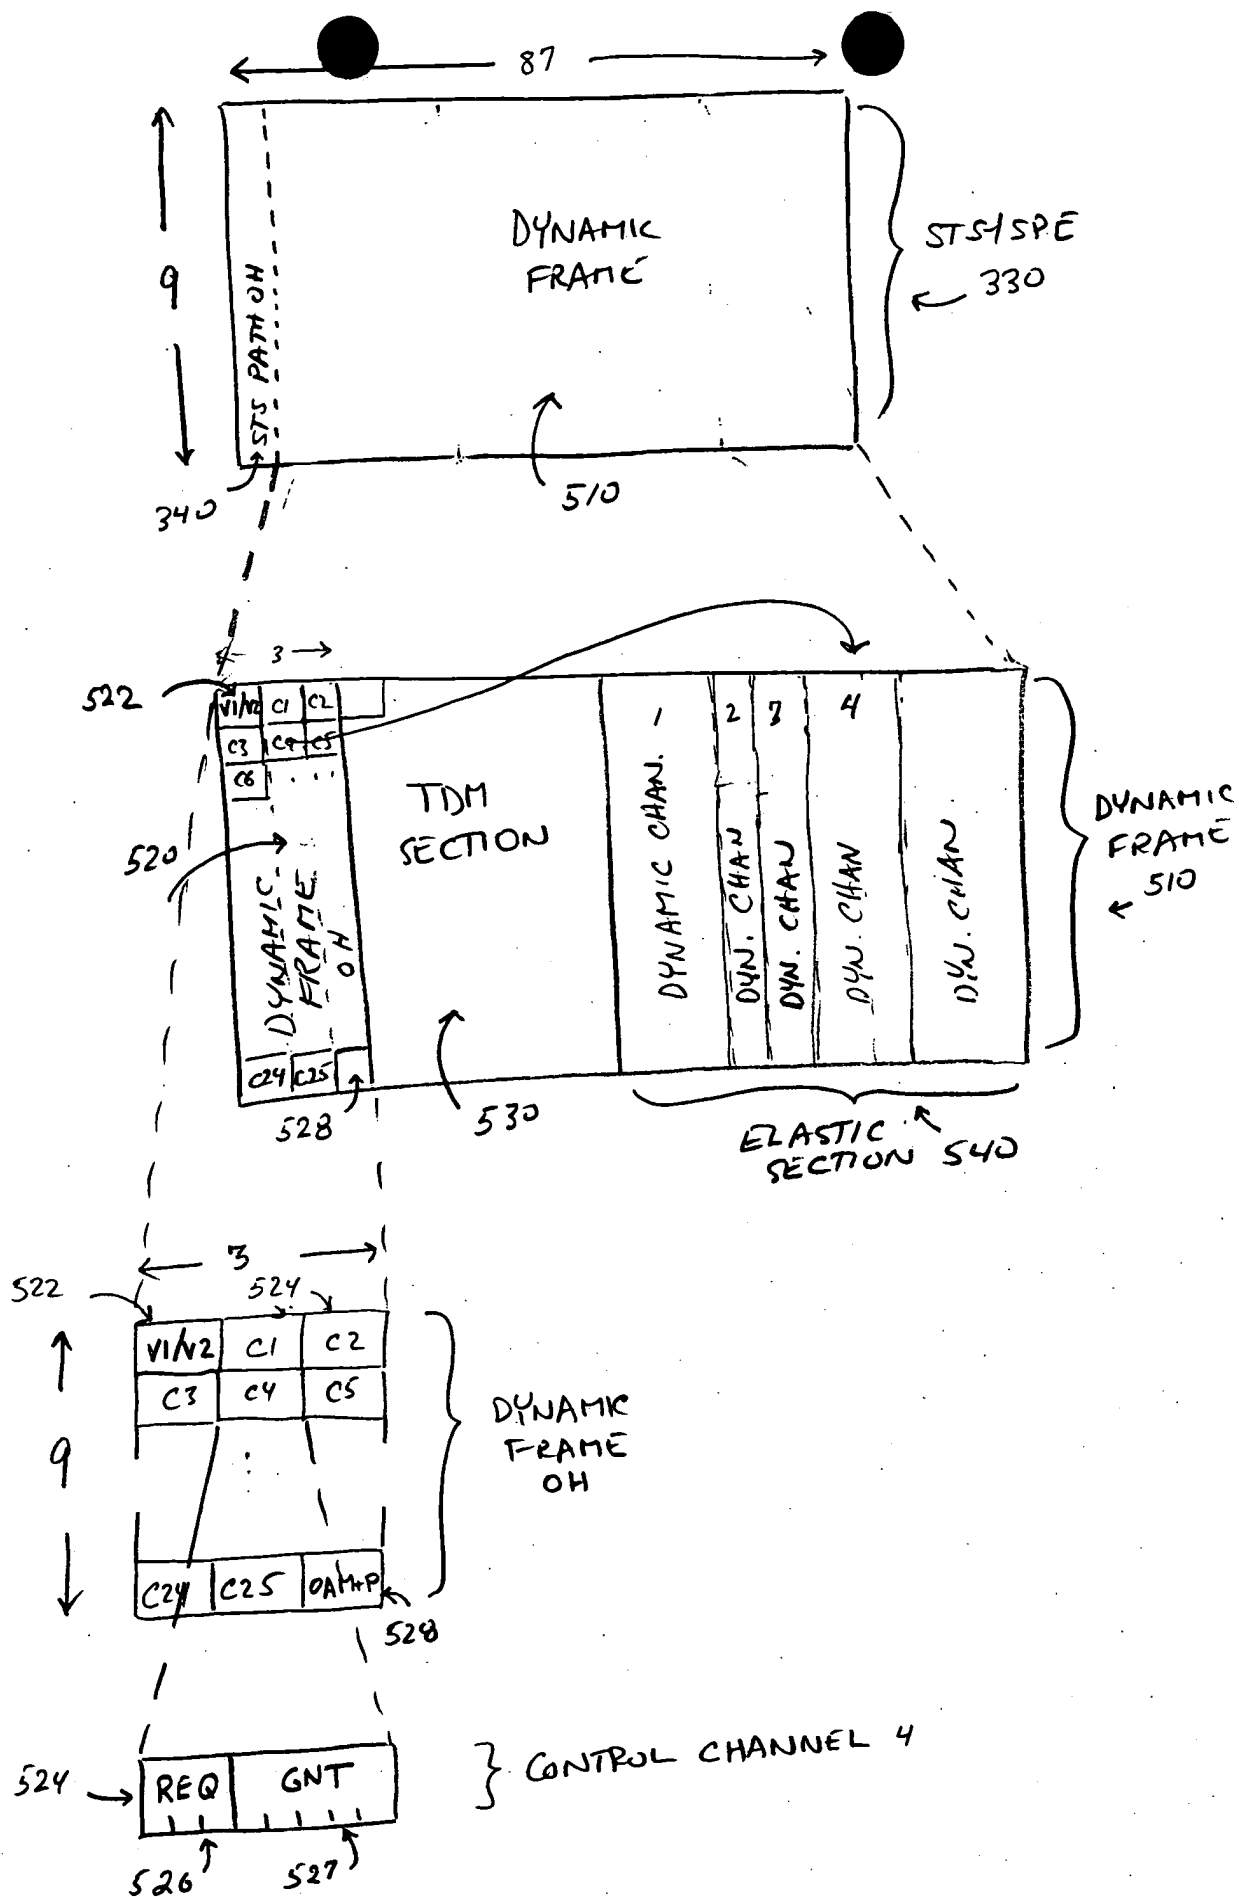 87
9
STS PATH OH
DYNAMIC
FRAME
STS-1 SPE
330
340
510
3
522
V1/V2 C1 C2
C3 C4 C5
C6 ...
520
DYNAMIC
FRAME
OH
C24 C25
528
TDM
SECTION
530
DYNAMIC CHAN. 1
DYN. CHAN 2
DYN. CHAN 3
DYN. CHAN 4
DYN. CHAN
DYNAMIC
FRAME
510
ELASTIC
SECTION 540
3
522
524
V1/V2 C1 C2
C3 C4 C5
9
C24 C25 OAM+P
528
DYNAMIC
FRAME
OH
524
REQ GNT
526
527
CONTROL CHANNEL 4